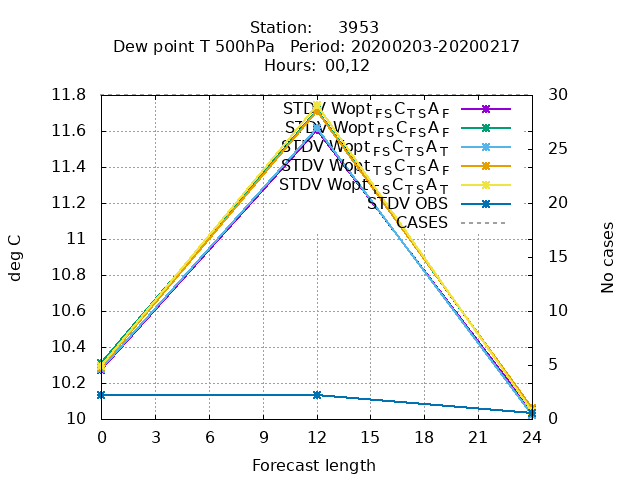 Station: 3953
Dew point T 500hPa Period: 20200203-20200217
Hours: 00,12
11.8
11.6
11.4
11.2
11
10.8
10.6
10.4
10.2
10
deg C
30
25
20
15
10
5
0
No cases
STDV Wopt FS C TS A F
STDV Wopt FS C FS A F
STDV Wopt FS C TS A T
STDV Wopt TS C TS A F
STDV Wopt TS C TS A T
STDV OBS
CASES
0 3 6 9 12 15 18 21 24
Forecast length